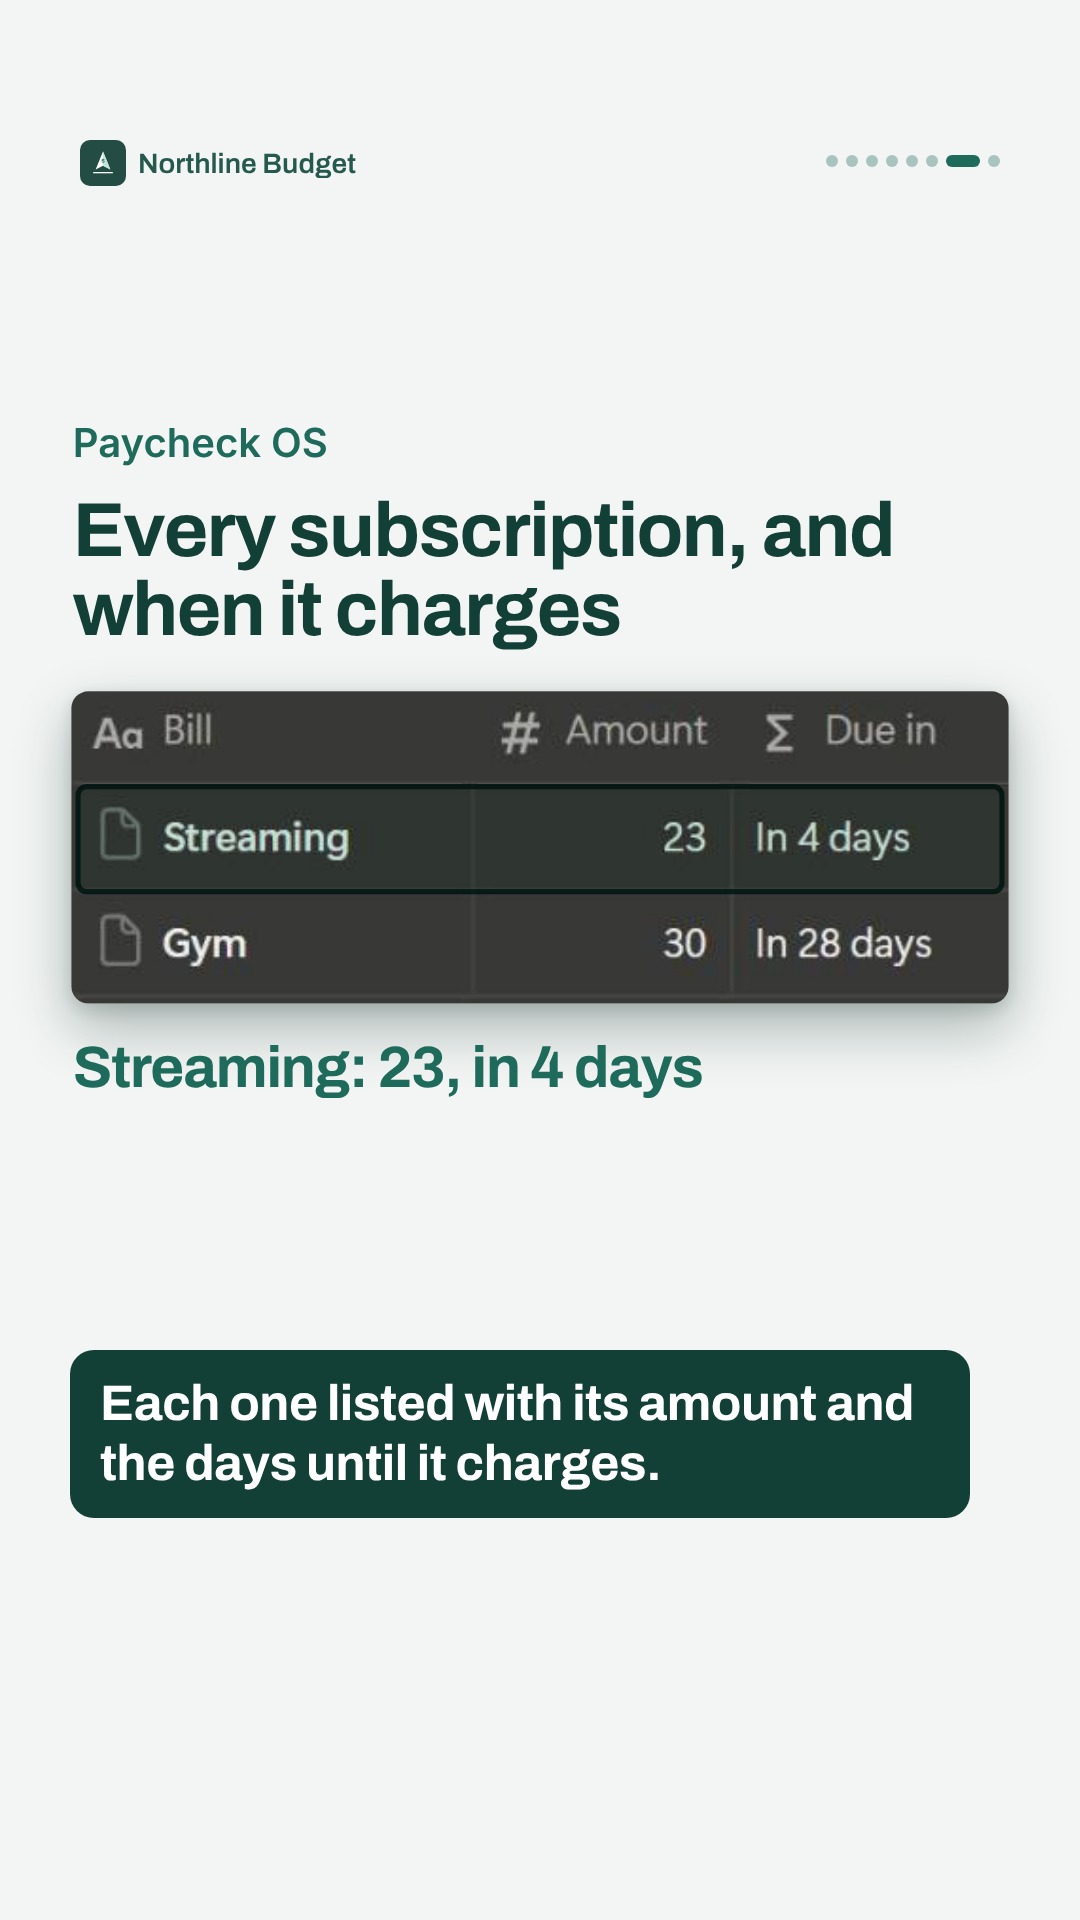 Northline Budget
Paycheck OS
Every subscription, and
when it charges
Aa Bill # Amount Σ Due in
Streaming 23 In 4 days
Gym 30 In 28 days
Streaming: 23, in 4 days
Each one listed with its amount and
the days until it charges.